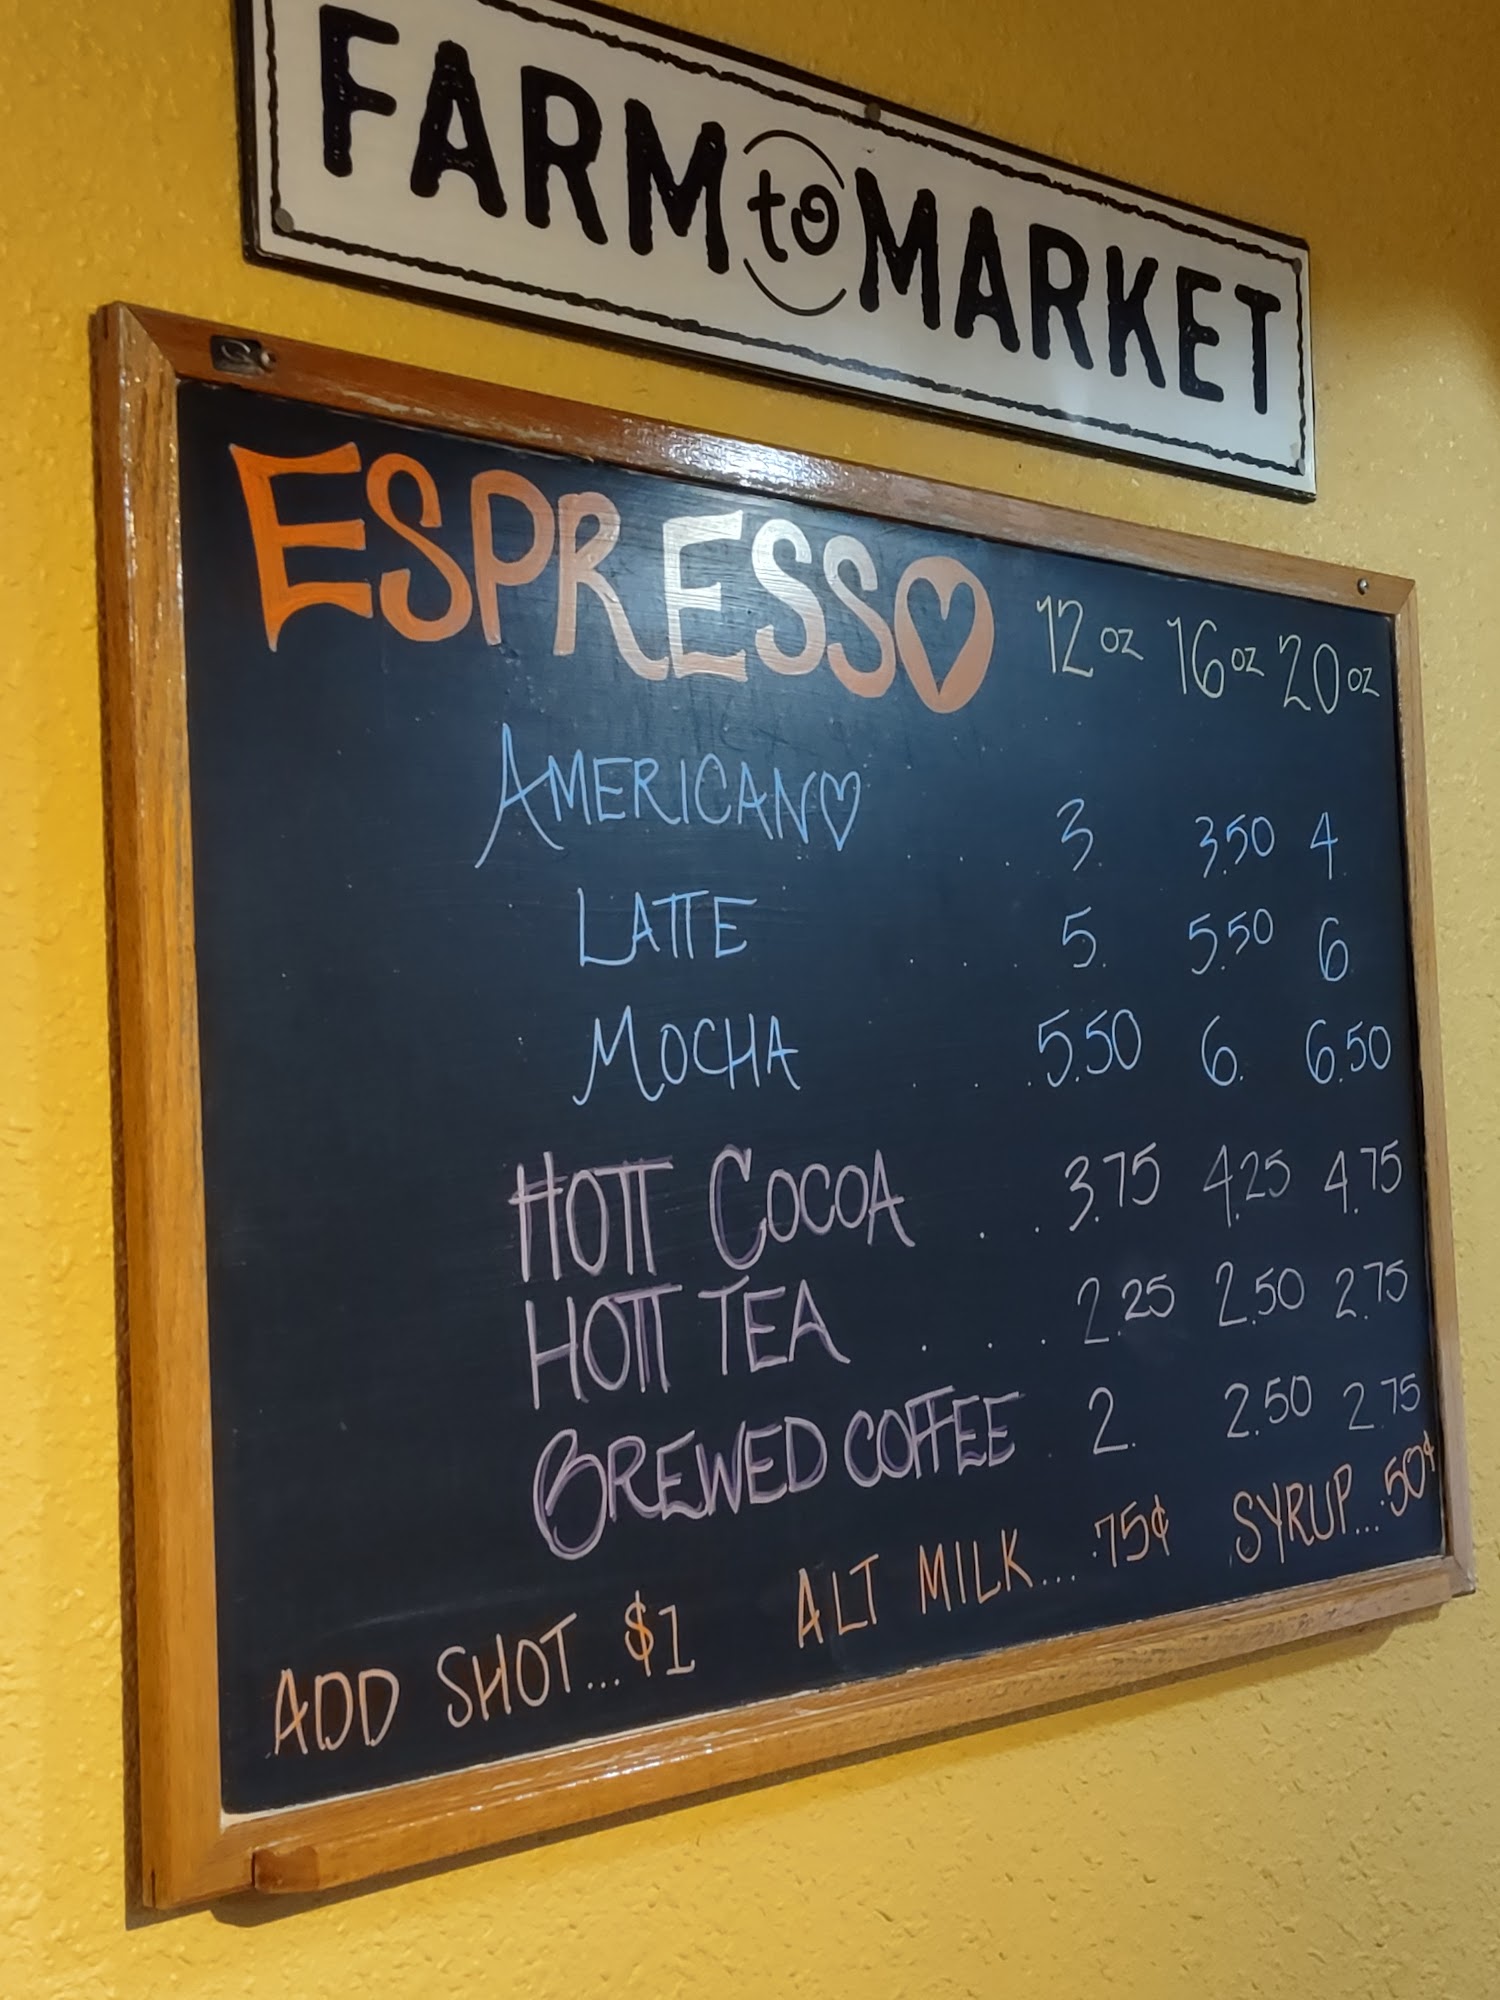 FARM to MARKET
ESPRESSO 12 oz 16 oz 20 oz
AMERICANO . . . 3. 3.50 4.
LATTE . . . 5. 5.50 6
MOCHA . . . 5.50 6. 6.50
HOTT COCOA . . 3.75 4.25 4.75
HOTT TEA . . . 2.25 2.50 2.75
BREWED COFFEE . 2. 2.50 2.75
ADD SHOT... $1 ALT MILK... .75¢ SYRUP... .50¢